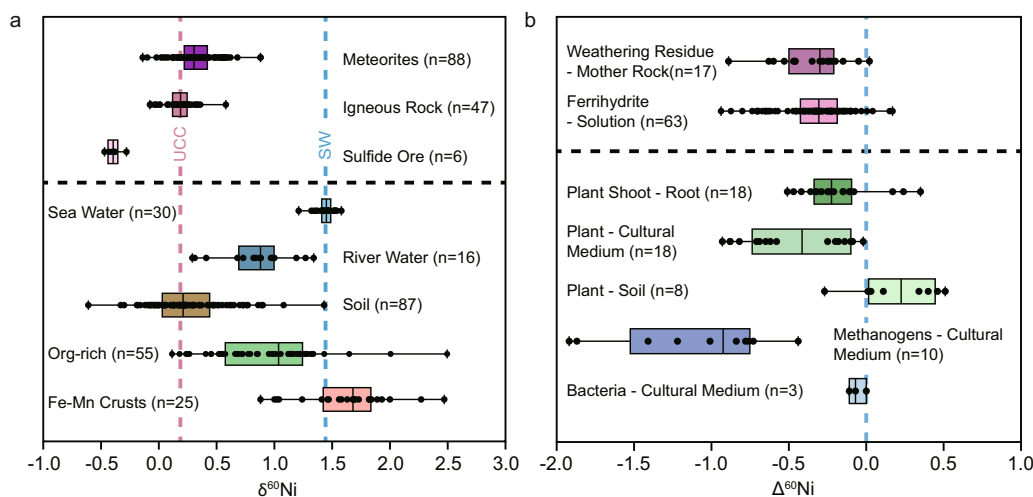 a
Meteorites (n=88)
Igneous Rock (n=47)
UCC
SW
Sulfide Ore (n=6)
Sea Water (n=30)
River Water (n=16)
Soil (n=87)
Org-rich (n=55)
Fe-Mn Crusts (n=25)
-1.0 -0.5 0.0 0.5 1.0 1.5 2.0 2.5 3.0
δ60Ni
b
Weathering Residue
- Mother Rock(n=17)
Ferrihydrite
- Solution (n=63)
Plant Shoot - Root (n=18)
Plant - Cultural
Medium (n=18)
Plant - Soil (n=8)
Methanogens - Cultural
Medium (n=10)
Bacteria - Cultural Medium (n=3)
-2.0 -1.5 -1.0 -0.5 0.0 0.5 1.0
Δ60Ni